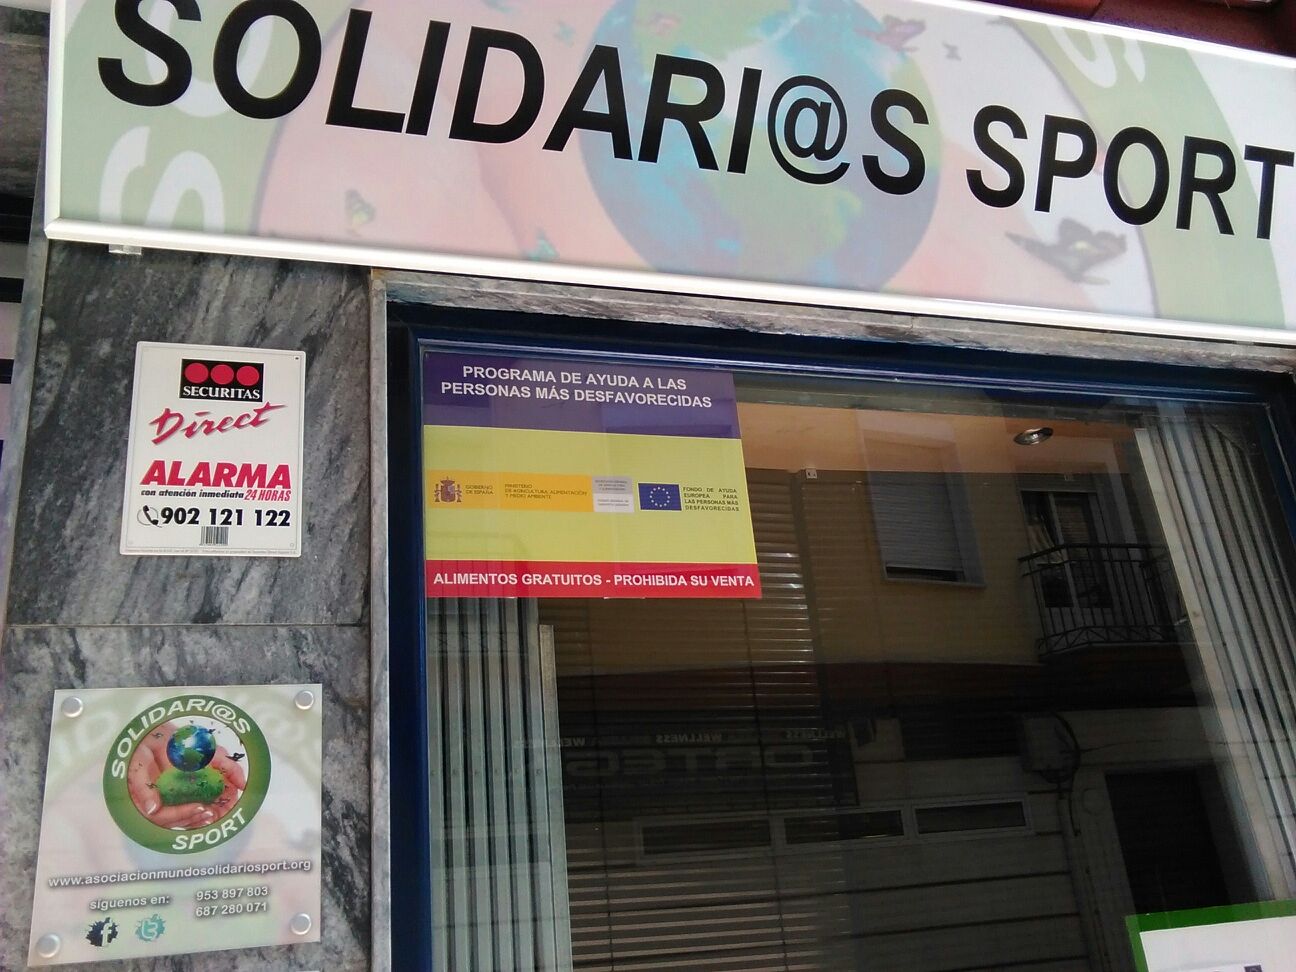 SOLIDARI@S SPORT
SECURITAS
Direct
ALARMA
con atención inmediata 24 HORAS
902 121 122
PROGRAMA DE AYUDA A LAS
PERSONAS MÁS DESFAVORECIDAS
GOBIERNO
DE ESPAÑA
MINISTERIO
DE AGRICULTURA, ALIMENTACIÓN
Y MEDIO AMBIENTE
FONDO DE AYUDA
EUROPEA PARA
LAS PERSONAS MÁS
DESFAVORECIDAS
ALIMENTOS GRATUITOS - PROHIBIDA SU VENTA
SOLIDARI@S
SPORT
www.asociacionmundosolidariosport.org
síguenos en:
953 897 803
687 280 071
WELLNESS